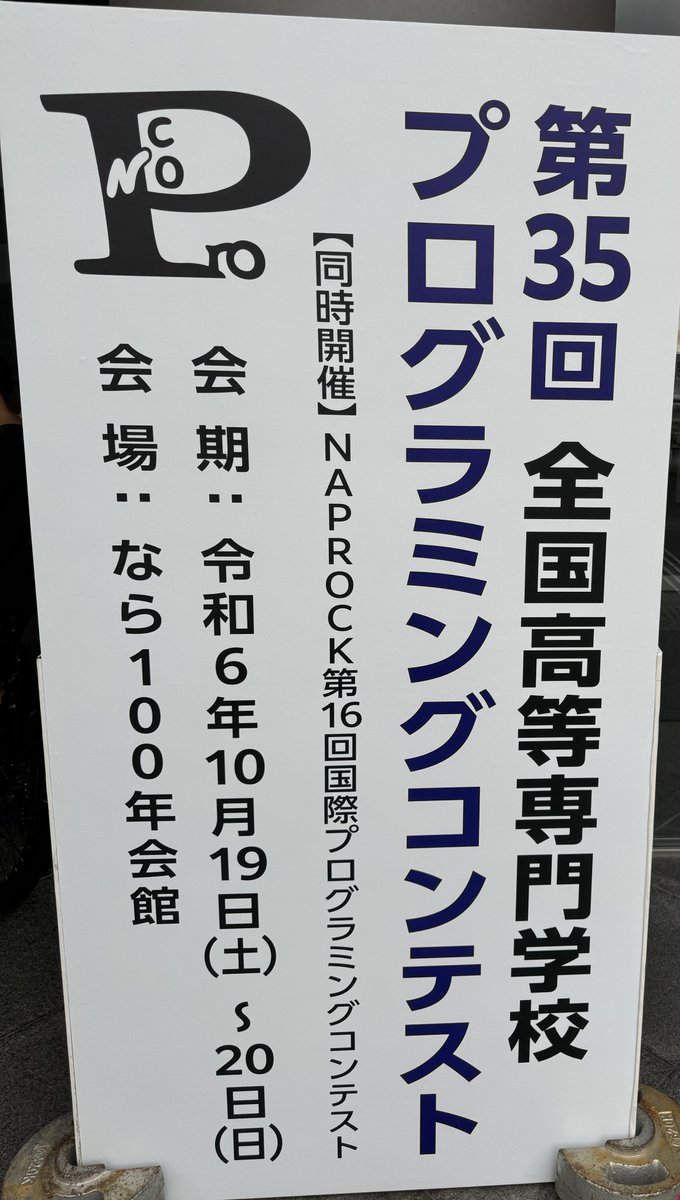 第35回 全国高等専門学校
プログラミングコンテスト
【同時開催】NAPROCK第16回国際プログラミングコンテスト
会期：令和6年10月19日（土）～20日（日）
会場：なら100年会館
Pro
CON